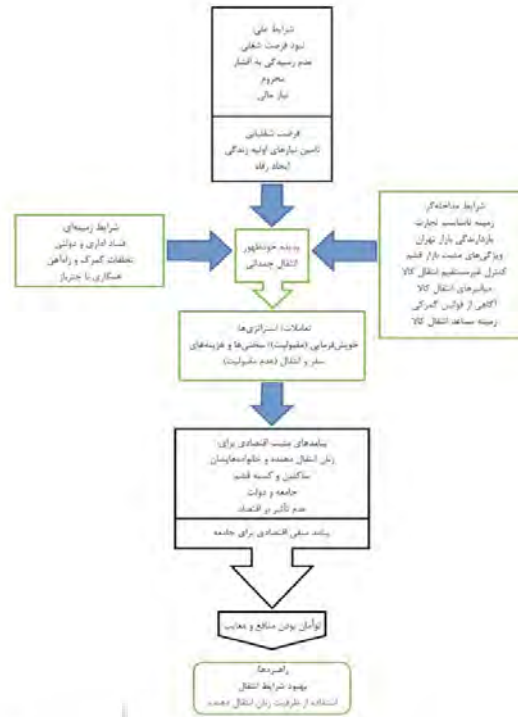 شرایط علی:
نبود فرصت شغلی
عدم رسیدگی به اقشار
محروم
نیاز مالی
فرصت شغلیابی
تامین نیازهای اولیه زندگی
ایجاد رفاه
شرایط زمینه‌ای
فساد اداری و دولتی
تخلفات گمرک و راه‌آهن
همکاری با چترباز
پدیده خودظهور
انتقال چمدانی
شرایط مداخله‌گر
زمینه نامناسب تجارت
بازدارندگی بازار تهران
ویژگی‌های مثبت بازار قشم
کنترل غیرمستقیم انتقال کالا
میانبرهای انتقال کالا
آگاهی از قوانین گمرکی
زمینه مساعد انتقال کالا
تعاملات/ استراتژی‌ها:
خویش‌فرمایی (مقبولیت)/ سختی‌ها و هزینه‌های
سفر و انتقال (عدم مقبولیت)
پیامدهای مثبت اقتصادی برای:
زنان انتقال دهنده و خانواده‌هایشان
ساکنین و کسبه قشم
جامعه و دولت
عدم تأثیر بر اقتصاد
پیامد منفی اقتصادی برای جامعه
توأمان بودن منافع و معایب
راهبردها:
بهبود شرایط انتقال
استفاده از ظرفیت زنان انتقال دهنده